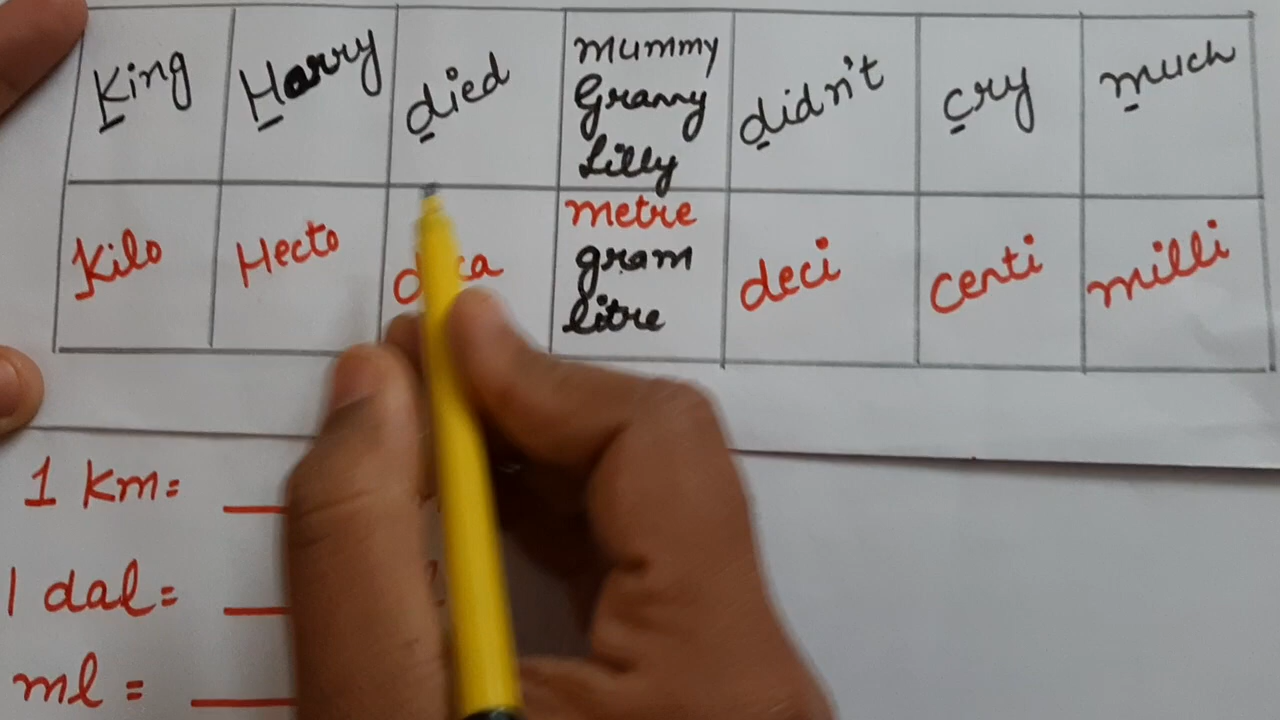 King Harry died mummy Granny Lilly didn't cry much
Kilo Hecto metre gram litre deci centi milli
1 Km=
1 dal=
ml =